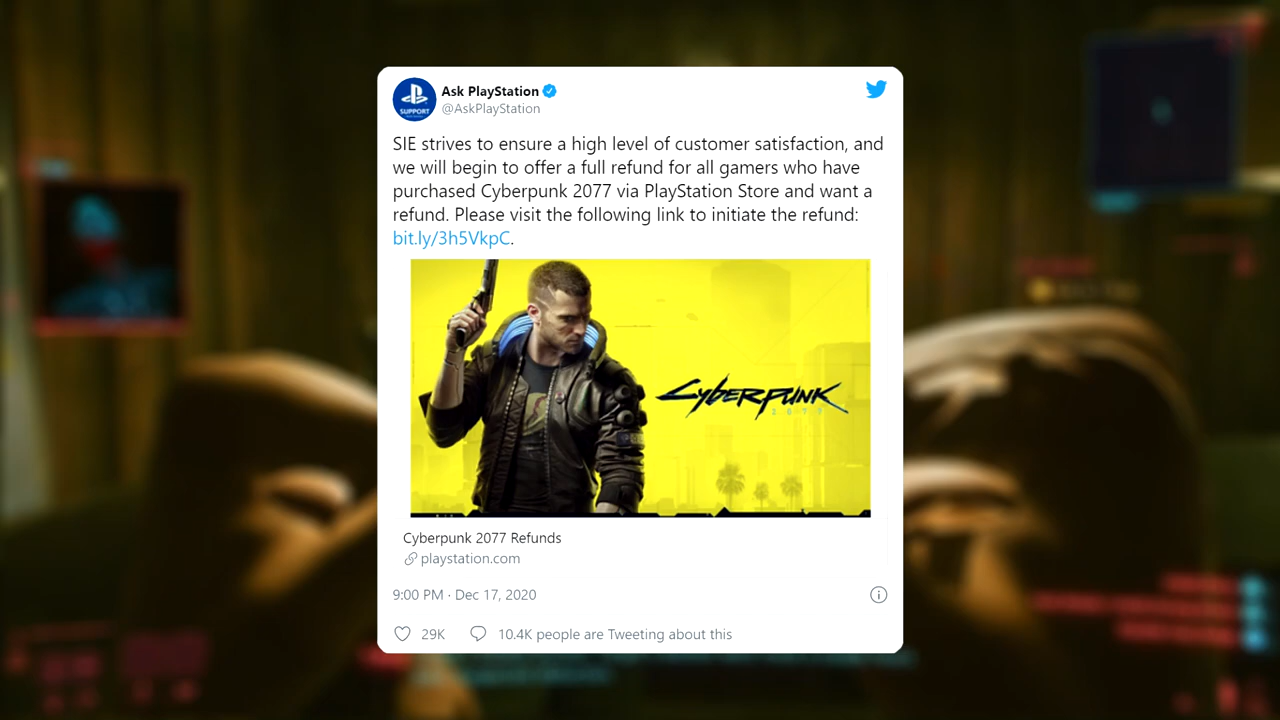 Ask PlayStation
@AskPlayStation
SUPPORT
SIE strives to ensure a high level of customer satisfaction, and
we will begin to offer a full refund for all gamers who have
purchased Cyberpunk 2077 via PlayStation Store and want a
refund. Please visit the following link to initiate the refund:
bit.ly/3h5VkpC.
Cyberpunk
2077
Cyberpunk 2077 Refunds
playstation.com
9:00 PM · Dec 17, 2020
29K
10.4K people are Tweeting about this